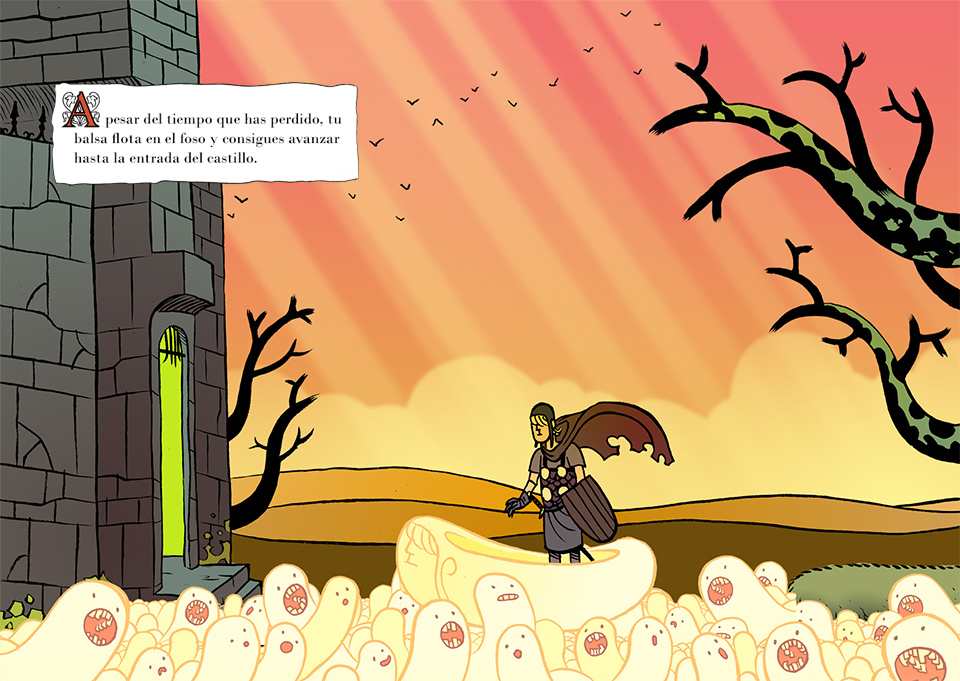 A pesar del tiempo que has perdido, tu
balsa flota en el foso y consigues avanzar
hasta la entrada del castillo.